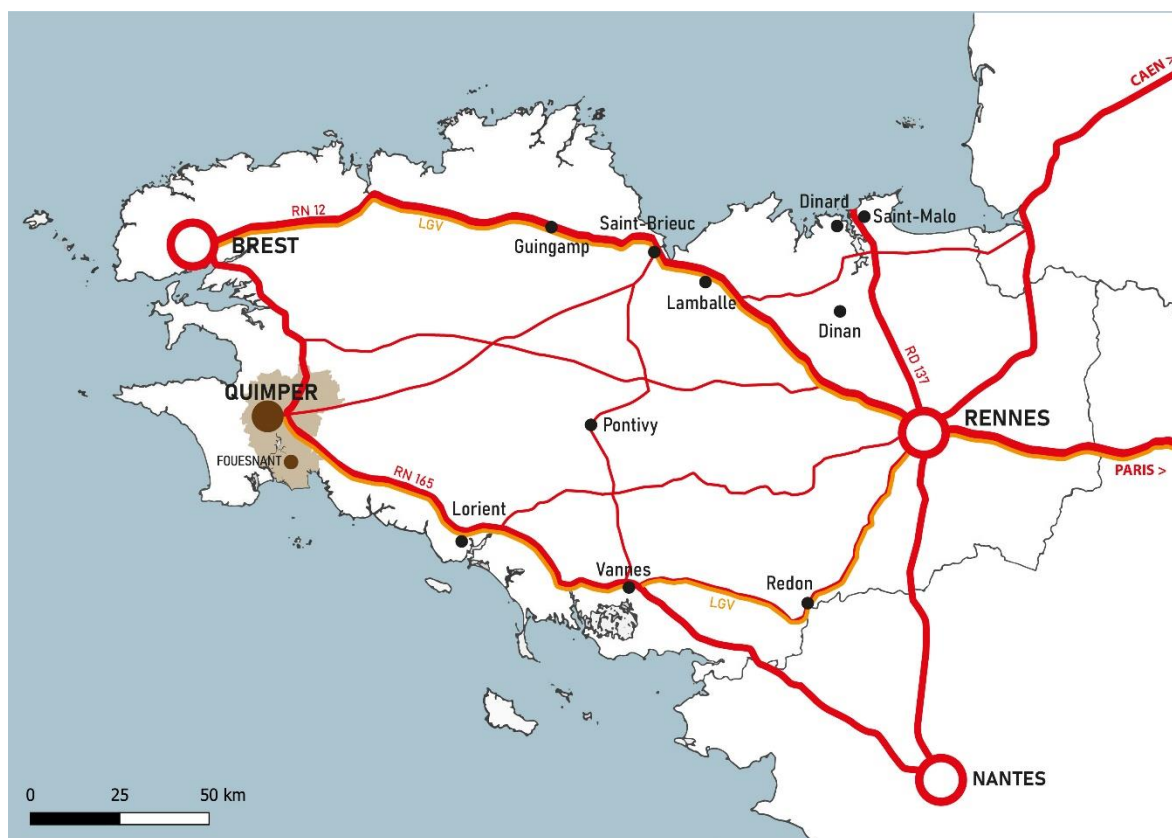 CAEN >
Dinard
Saint-Malo
RN 12
LGV
Saint-Brieuc
BREST
Guingamp
Lamballe
Dinan
RD 137
QUIMPER
RENNES
Pontivy
FOUESNANT
PARIS >
RN 165
Lorient
Vannes
Redon
LGV
NANTES
0 25 50 km